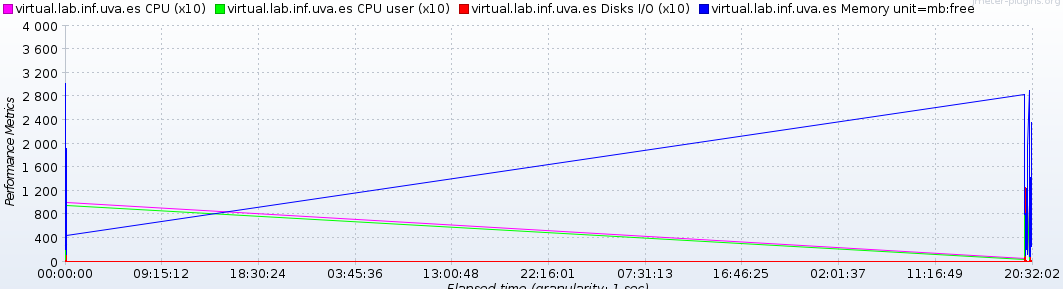 virtual.lab.inf.uva.es CPU (x10) virtual.lab.inf.uva.es CPU user (x10) virtual.lab.inf.uva.es Disks I/O (x10) virtual.lab.inf.uva.es Memory unit=mb:free
jmeter-plugins.org
4 000
3 600
3 200
2 800
2 400
2 000
1 600
1 200
800
400
0
Performance Metrics
00:00:00 09:15:12 18:30:24 03:45:36 13:00:48 22:16:01 07:31:13 16:46:25 02:01:37 11:16:49 20:32:02
Elapsed time (granularity: 1 sec)